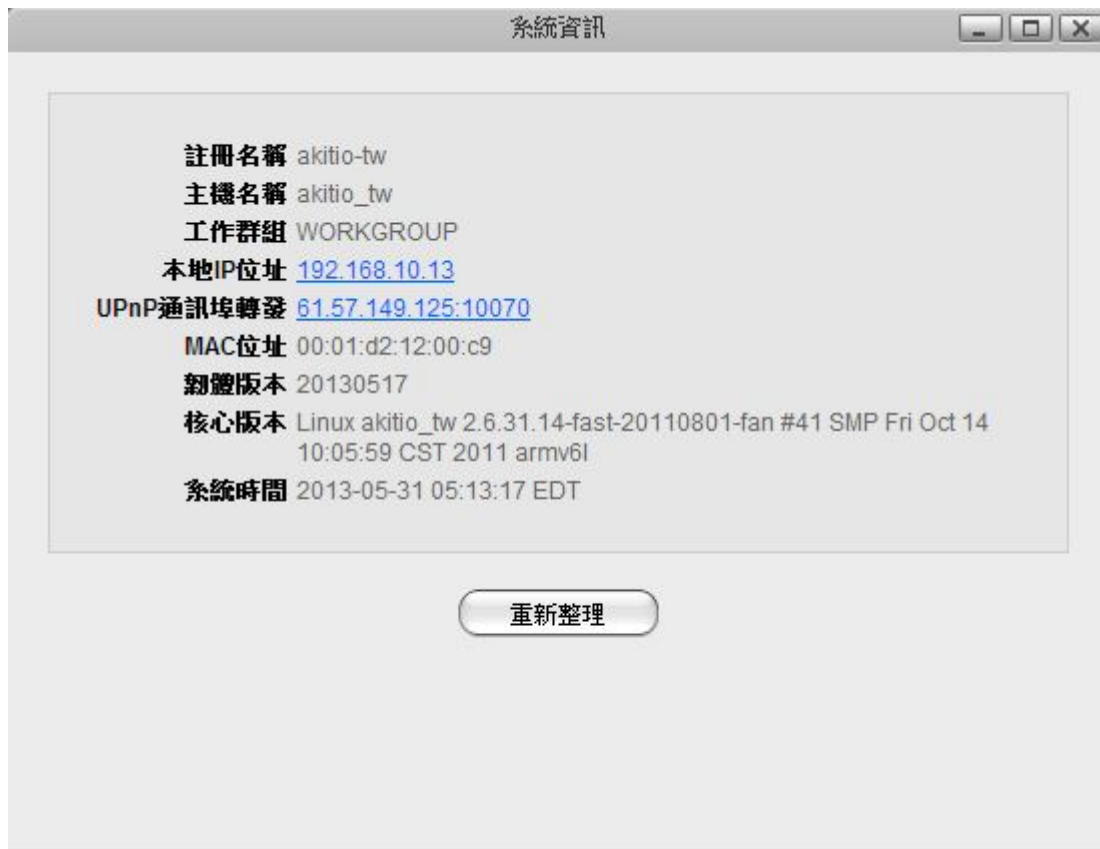 系統資訊
註冊名稱 akitio-tw
主機名稱 akitio_tw
工作群組 WORKGROUP
本地IP位址 192.168.10.13
UPnP通訊埠轉發 61.57.149.125:10070
MAC位址 00:01:d2:12:00:c9
韌體版本 20130517
核心版本 Linux akitio_tw 2.6.31.14-fast-20110801-fan #41 SMP Fri Oct 14
10:05:59 CST 2011 armv6l
系統時間 2013-05-31 05:13:17 EDT
重新整理